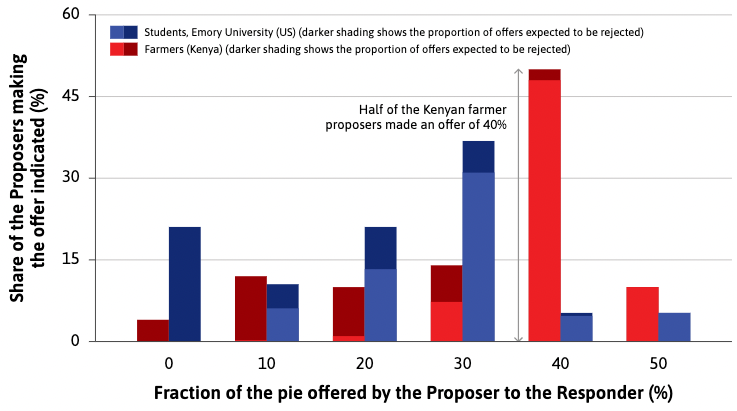 60
45
30
15
0
Share of the Proposers making
the offer indicated (%)
Students, Emory University (US) (darker shading shows the proportion of offers expected to be rejected)
Farmers (Kenya) (darker shading shows the proportion of offers expected to be rejected)
Half of the Kenyan farmer
proposers made an offer of 40%
0 10 20 30 40 50
Fraction of the pie offered by the Proposer to the Responder (%)